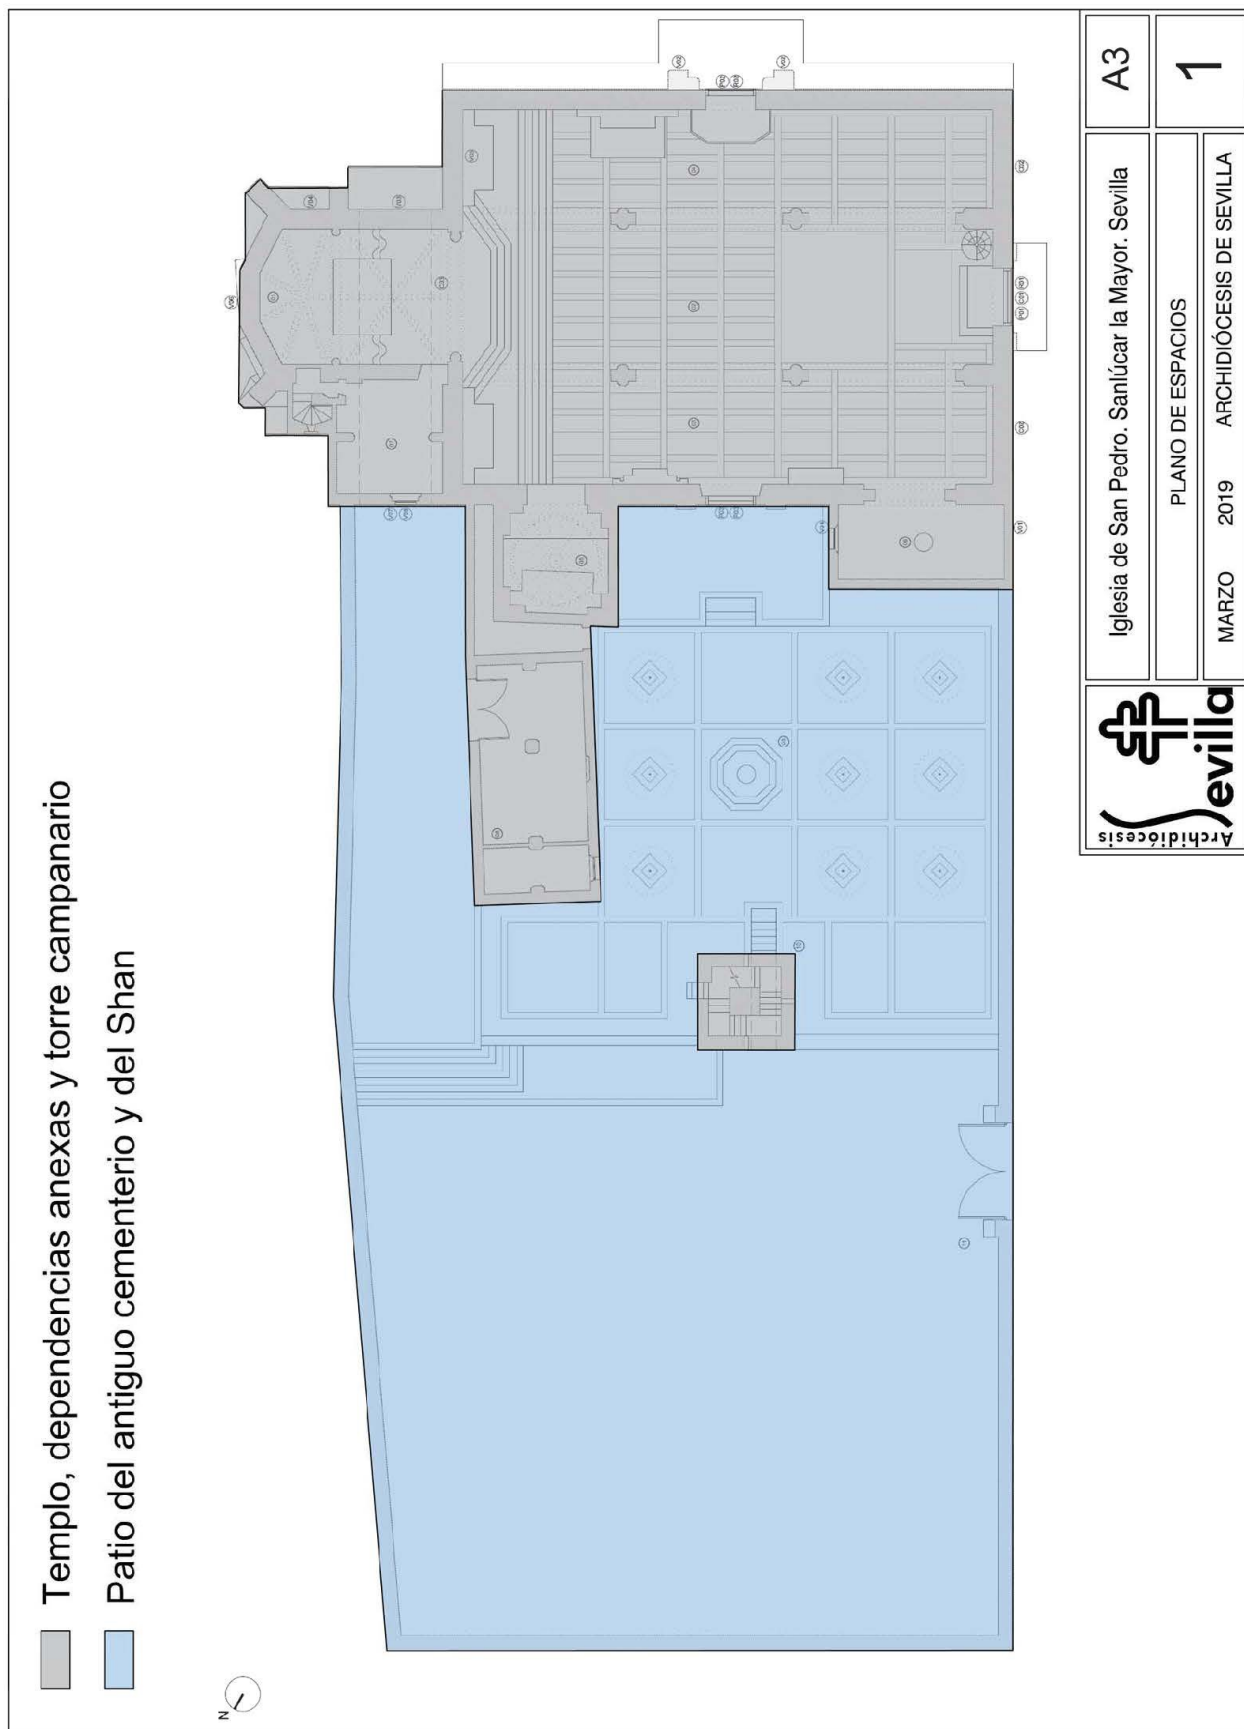 Templo, dependencias anexas y torre campanario
Patio del antiguo cementerio y del Shan
N
Archidiócesis
Sevilla
Iglesia de San Pedro. Sanlúcar la Mayor. Sevilla
A3
PLANO DE ESPACIOS
1
MARZO 2019 ARCHIDIÓCESIS DE SEVILLA